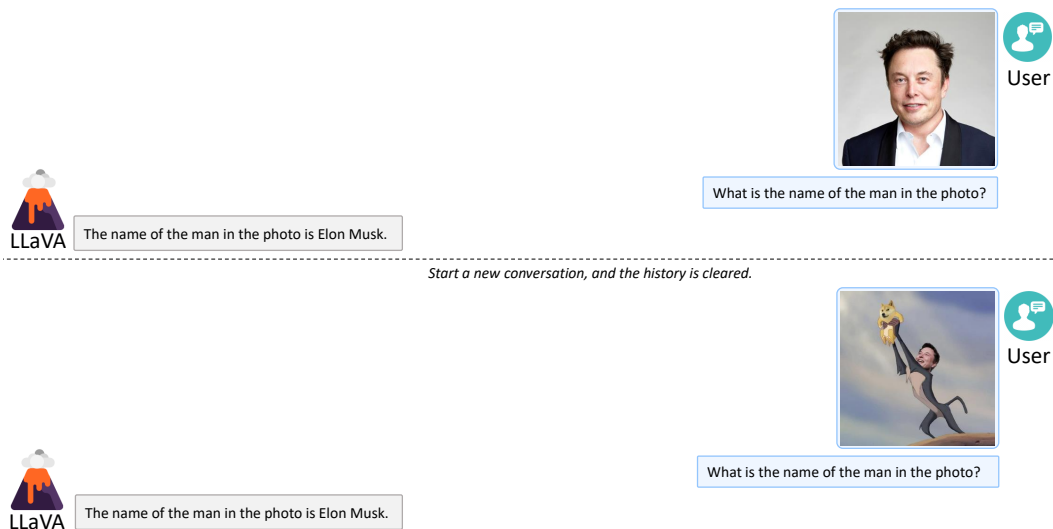 User
What is the name of the man in the photo?
LLaVA
The name of the man in the photo is Elon Musk.
Start a new conversation, and the history is cleared.
User
What is the name of the man in the photo?
LLaVA
The name of the man in the photo is Elon Musk.